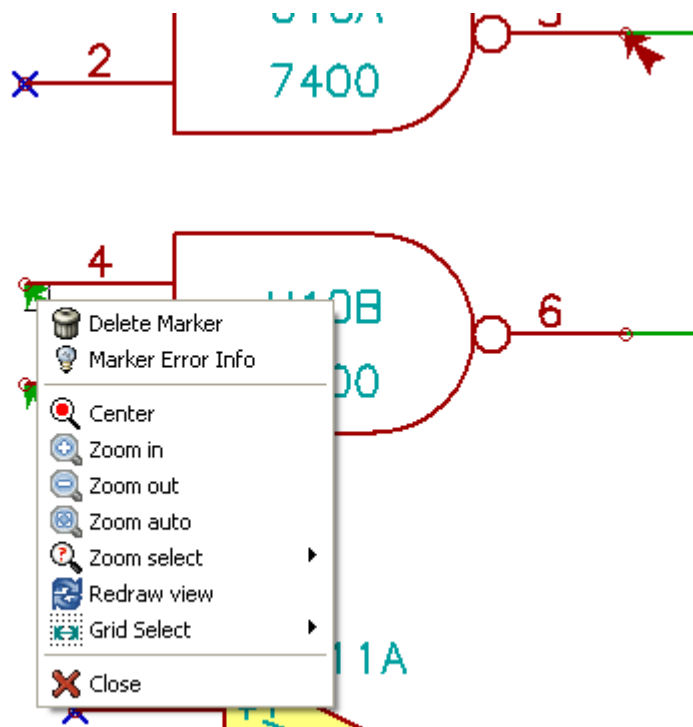 2
7400
4
6
Delete Marker
Marker Error Info
Center
Zoom in
Zoom out
Zoom auto
Zoom select
Redraw view
Grid Select
Close
11A